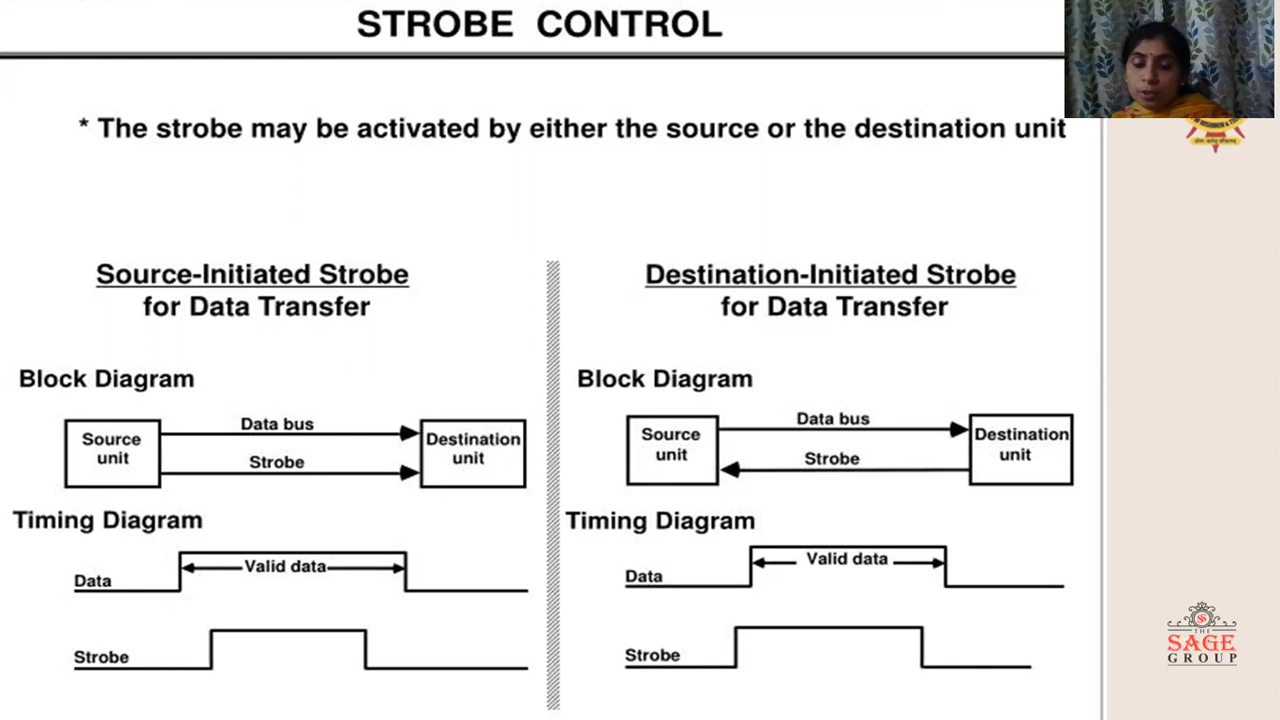 STROBE CONTROL
* The strobe may be activated by either the source or the destination unit
Source-Initiated Strobe
for Data Transfer
Block Diagram
Source
unit
Data bus
Strobe
Destination
unit
Timing Diagram
Data
Valid data
Strobe
Destination-Initiated Strobe
for Data Transfer
Block Diagram
Source
unit
Data bus
Strobe
Destination
unit
Timing Diagram
Data
Valid data
Strobe
THE
SAGE
GROUP